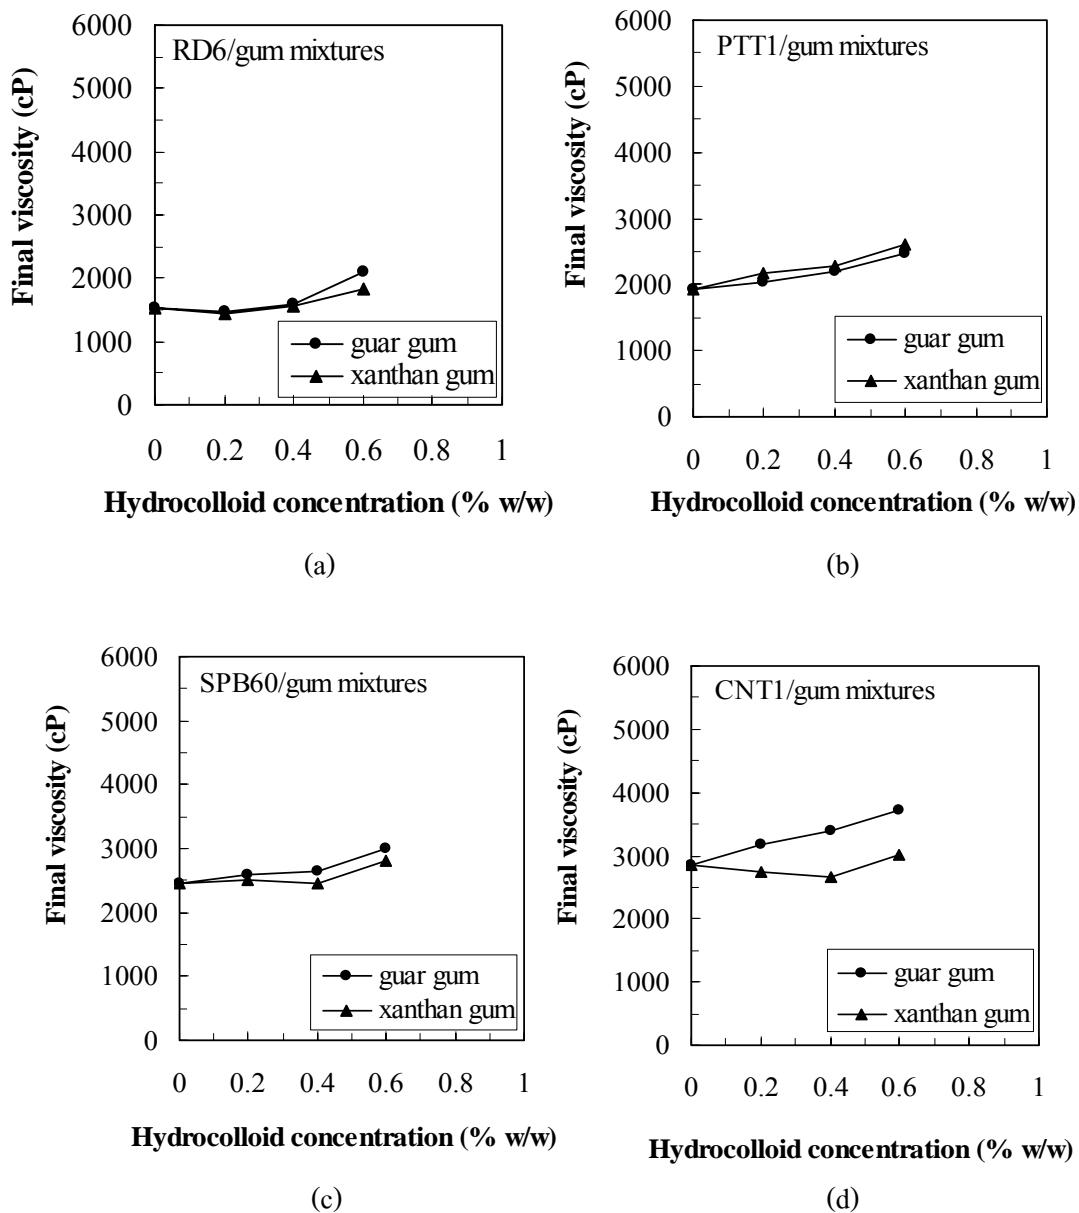 RD6/gum mixtures
Final viscosity (cP)
6000
5000
4000
3000
2000
1000
0
guar gum
xanthan gum
0 0.2 0.4 0.6 0.8 1
Hydrocolloid concentration (% w/w)
(a)
PTT1/gum mixtures
Final viscosity (cP)
6000
5000
4000
3000
2000
1000
0
guar gum
xanthan gum
0 0.2 0.4 0.6 0.8 1
Hydrocolloid concentration (% w/w)
(b)
SPB60/gum mixtures
Final viscosity (cP)
6000
5000
4000
3000
2000
1000
0
guar gum
xanthan gum
0 0.2 0.4 0.6 0.8 1
Hydrocolloid concentration (% w/w)
(c)
CNT1/gum mixtures
Final viscosity (cP)
6000
5000
4000
3000
2000
1000
0
guar gum
xanthan gum
0 0.2 0.4 0.6 0.8 1
Hydrocolloid concentration (% w/w)
(d)